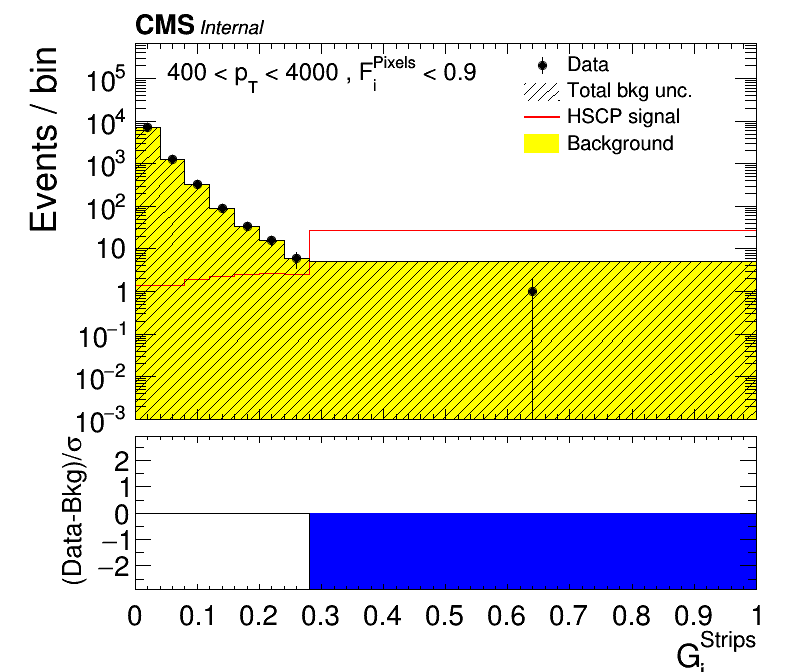 CMS Internal
Events / bin
400 < p_T < 4000 , F_i^Pixels < 0.9
Data
Total bkg unc.
HSCP signal
Background
10^5
10^4
10^3
10^2
10
1
10^−1
10^−2
10^−3
(Data-Bkg)/σ
2
1
0
−1
−2
0 0.1 0.2 0.3 0.4 0.5 0.6 0.7 0.8 0.9 1
G_i^Strips